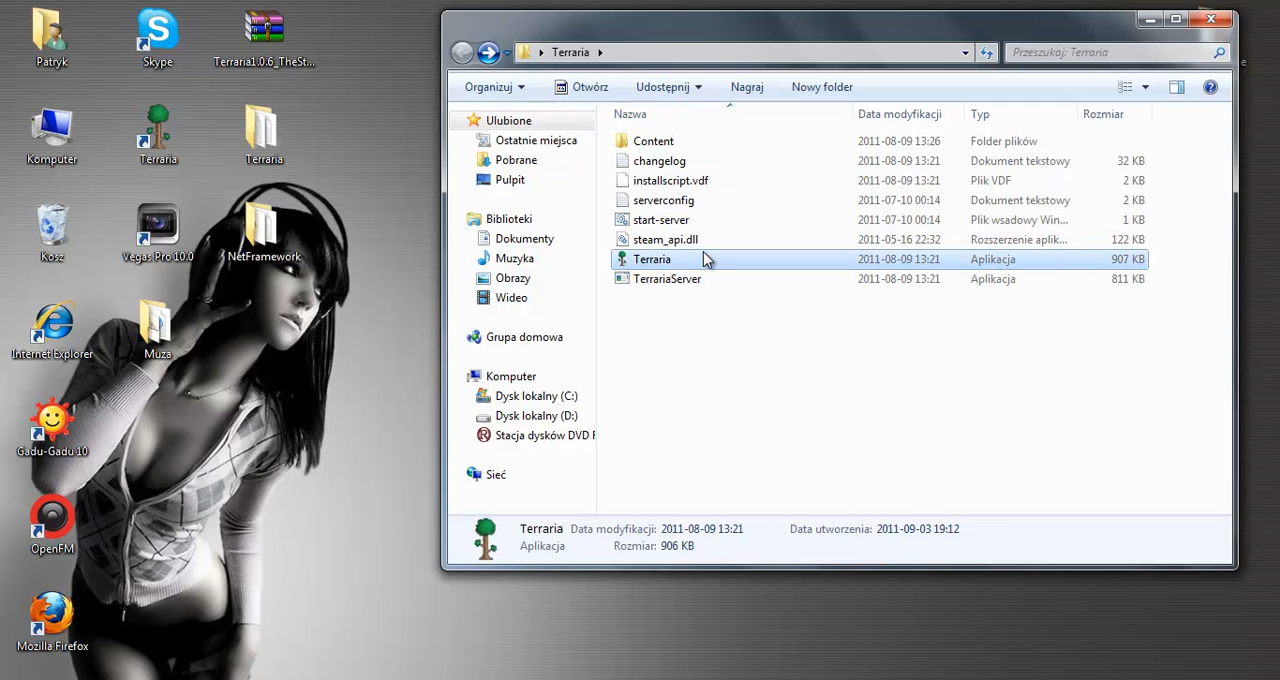 Patryk
Skype
Terraria1.0.6_TheSt...
Komputer
Terraria
Terraria
Kosz
Vegas Pro 10.0
NetFramework
Internet Explorer
Muza
Gadu-Gadu 10
OpenFM
Mozilla Firefox
Terraria
Przeszukaj: Terraria
Organizuj
Otwórz
Udostępnij
Nagraj
Nowy folder
Ulubione
Ostatnie miejsca
Pobrane
Pulpit
Biblioteki
Dokumenty
Muzyka
Obrazy
Wideo
Grupa domowa
Komputer
Dysk lokalny (C:)
Dysk lokalny (D:)
Stacja dysków DVD R
Sieć
Nazwa Data modyfikacji Typ Rozmiar
Content 2011-08-09 13:26 Folder plików
changelog 2011-08-09 13:21 Dokument tekstowy 32 KB
installscript.vdf 2011-08-09 13:21 Plik VDF 2 KB
serverconfig 2011-07-10 00:14 Dokument tekstowy 2 KB
start-server 2011-07-10 00:14 Plik wsadowy Win... 1 KB
steam_api.dll 2011-05-16 22:32 Rozszerzenie aplik... 122 KB
Terraria 2011-08-09 13:21 Aplikacja 907 KB
TerrariaServer 2011-08-09 13:21 Aplikacja 811 KB
Terraria Data modyfikacji: 2011-08-09 13:21 Data utworzenia: 2011-09-03 19:12
Aplikacja Rozmiar: 906 KB